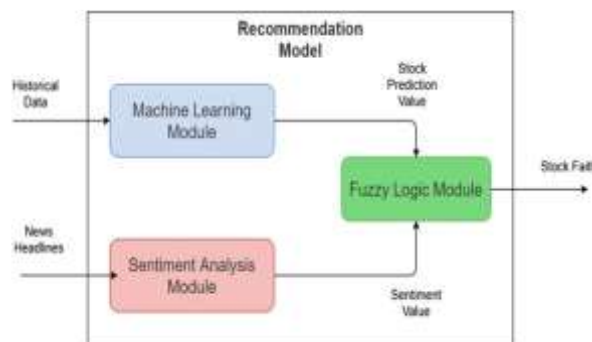 Recommendation
Model
Historical
Data
Stock
Prediction
Value
Machine Learning
Module
Fuzzy Logic Module
Stock Fait
News
Headlines
Sentiment Analysis
Module
Sentiment
Value